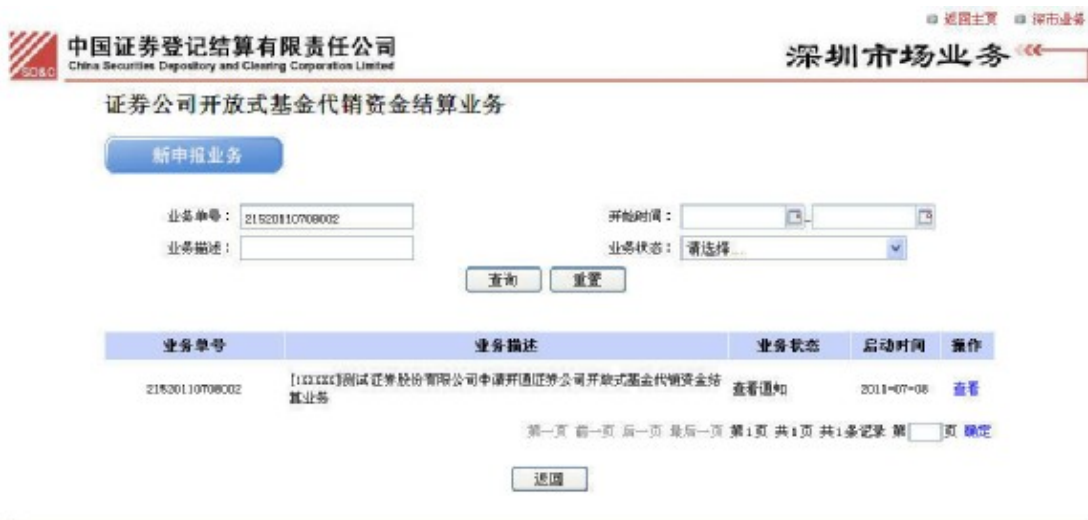 返回主页 深市业务
中国证券登记结算有限责任公司
China Securities Depository and Clearing Corporation Limited
SD&C
深圳市场业务
证券公司开放式基金代销资金结算业务
新申报业务
业务单号: 21520110708002 开始时间: -
业务描述: 业务状态: 请选择...
查询 重置
业务单号 业务描述 业务状态 启动时间 操作
21520110708002 [1XXXXX]测试证券股份有限公司申请开通证券公司开放式基金代销资金结 查看通知 2011-07-08 查看
算业务
第一页 前一页 后一页 最后一页 第1页 共1页 共1条记录 第 页 确定
返回